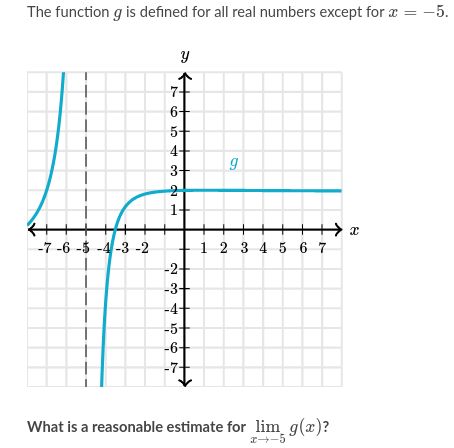 The function g is defined for all real numbers except for x = −5.
y
7
6
5
4
3
2
1
g
x
-7 -6 -5 -4 -3 -2 1 2 3 4 5 6 7
-2
-3
-4
-5
-6
-7
What is a reasonable estimate for lim x→−5 g(x)?